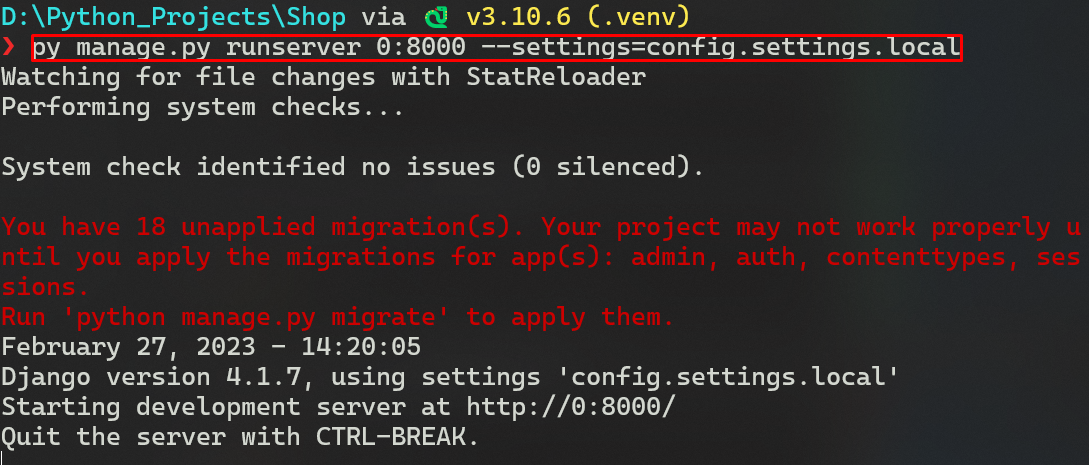 D:\Python_Projects\Shop via v3.10.6 (.venv)
❯ py manage.py runserver 0:8000 --settings=config.settings.local
Watching for file changes with StatReloader
Performing system checks...
System check identified no issues (0 silenced).
You have 18 unapplied migration(s). Your project may not work properly u
ntil you apply the migrations for app(s): admin, auth, contenttypes, ses
sions.
Run 'python manage.py migrate' to apply them.
February 27, 2023 - 14:20:05
Django version 4.1.7, using settings 'config.settings.local'
Starting development server at http://0:8000/
Quit the server with CTRL-BREAK.